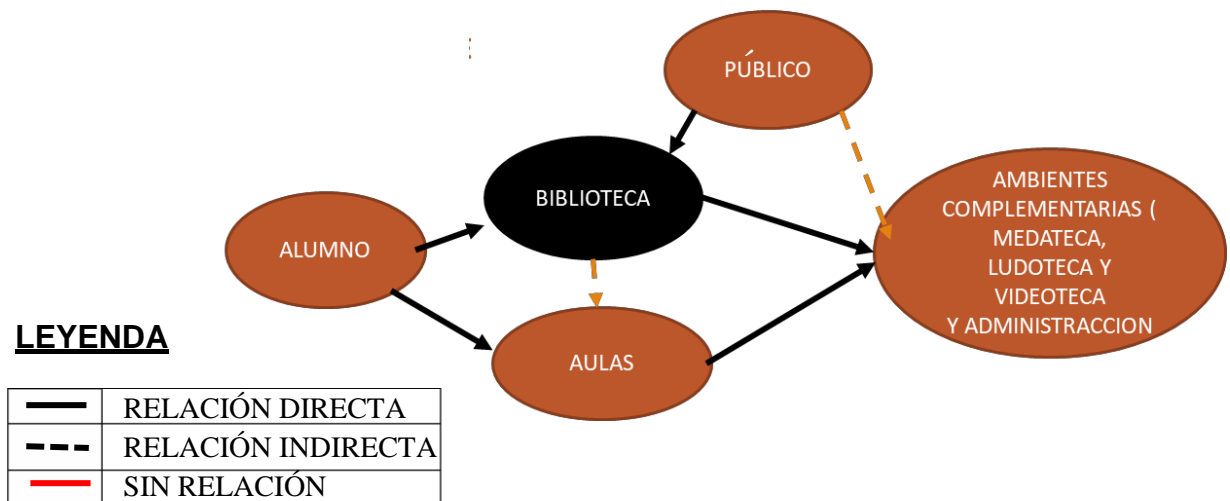 PÚBLICO
BIBLIOTECA
ALUMNO
AULAS
AMBIENTES
COMPLEMENTARIAS (
MEDATECA,
LUDOTECA Y
VIDEOTECA
Y ADMINISTRACCION
LEYENDA
RELACIÓN DIRECTA
RELACIÓN INDIRECTA
SIN RELACIÓN